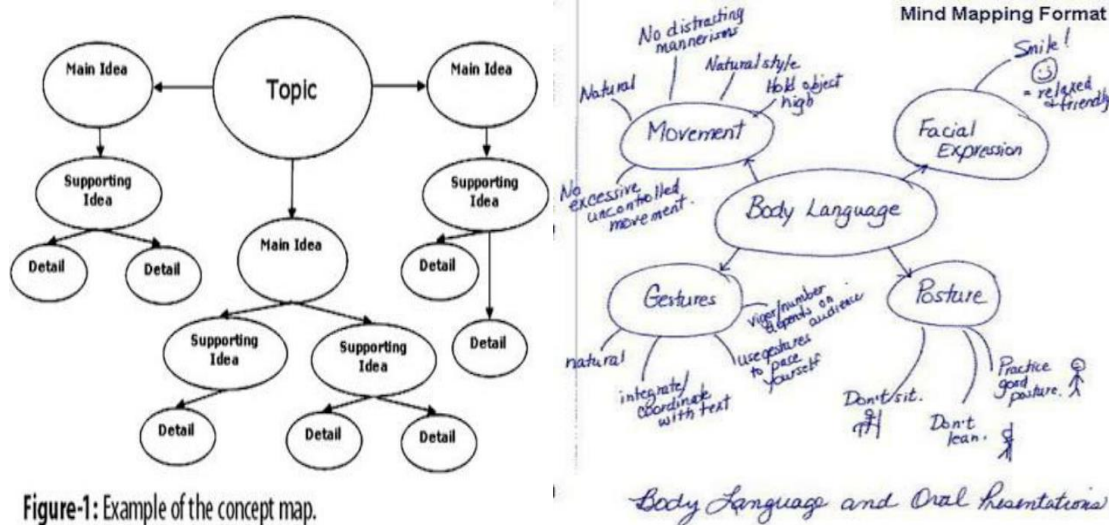 Topic
Main Idea
Main Idea
Supporting
Idea
Supporting
Idea
Detail
Detail
Main Idea
Detail
Supporting
Idea
Supporting
Idea
Detail
Detail
Detail
Detail
Figure-1: Example of the concept map.
Mind Mapping Format
No distrasting
mannerisms
Natural
Natural style
Hold object
high
Movement
No
excessive
uncontrolled
movement.
Smile!
= relaxed
& friendly
Facial
Expression
Body Language
Gestures
vigor/number
depends on
audience
natural
integrate/
coordinate
with text
use gestures
to pace
yourself
Posture
Don't sit.
Don't
lean.
Practice
good
posture.
Body Language and Oral Presentations